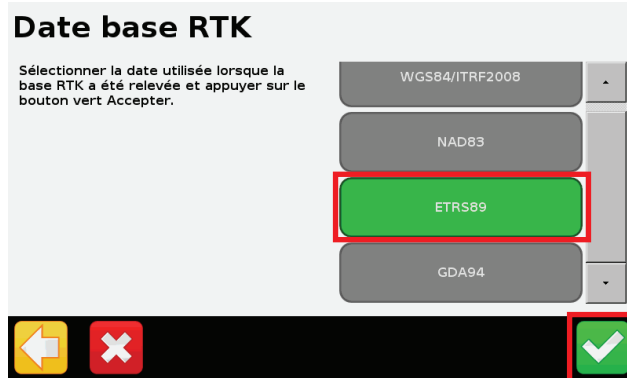 Date base RTK
Sélectionner la date utilisée lorsque la
base RTK a été relevée et appuyer sur le
bouton vert Accepter.
WGS84/ITRF2008
NAD83
ETRS89
GDA94